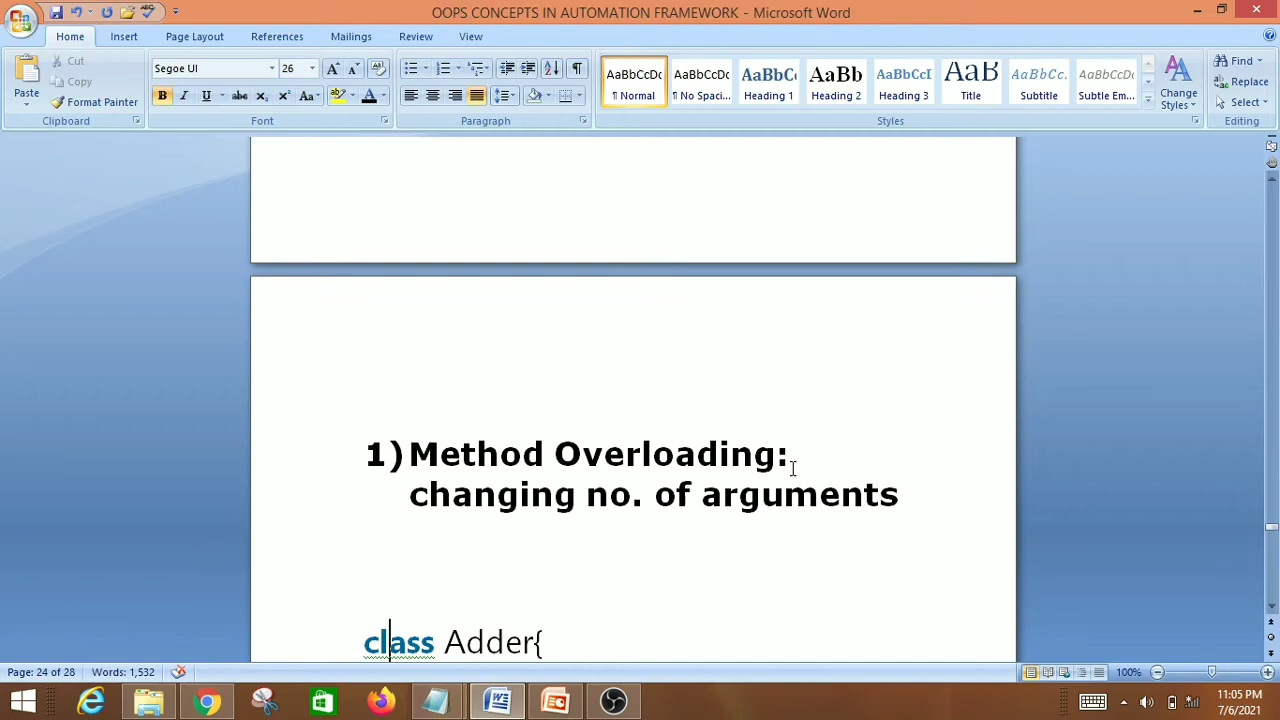 OOPS CONCEPTS IN AUTOMATION FRAMEWORK - Microsoft Word
Home Insert Page Layout References Mailings Review View
Paste
Cut
Copy
Format Painter
Clipboard
Segoe UI 26
Font
Paragraph
AaBbCcDc AaBbCcDc AaBbC AaBb AaBbCcI AaB AaBbCc. AaBbCcDc
¶ Normal ¶ No Spaci... Heading 1 Heading 2 Heading 3 Title Subtitle Subtle Em...
Change Styles
Styles
Find
Replace
Select
Editing
1) Method Overloading:
changing no. of arguments
class Adder{
Page: 24 of 28 Words: 1,532 100%
11:05 PM
7/6/2021